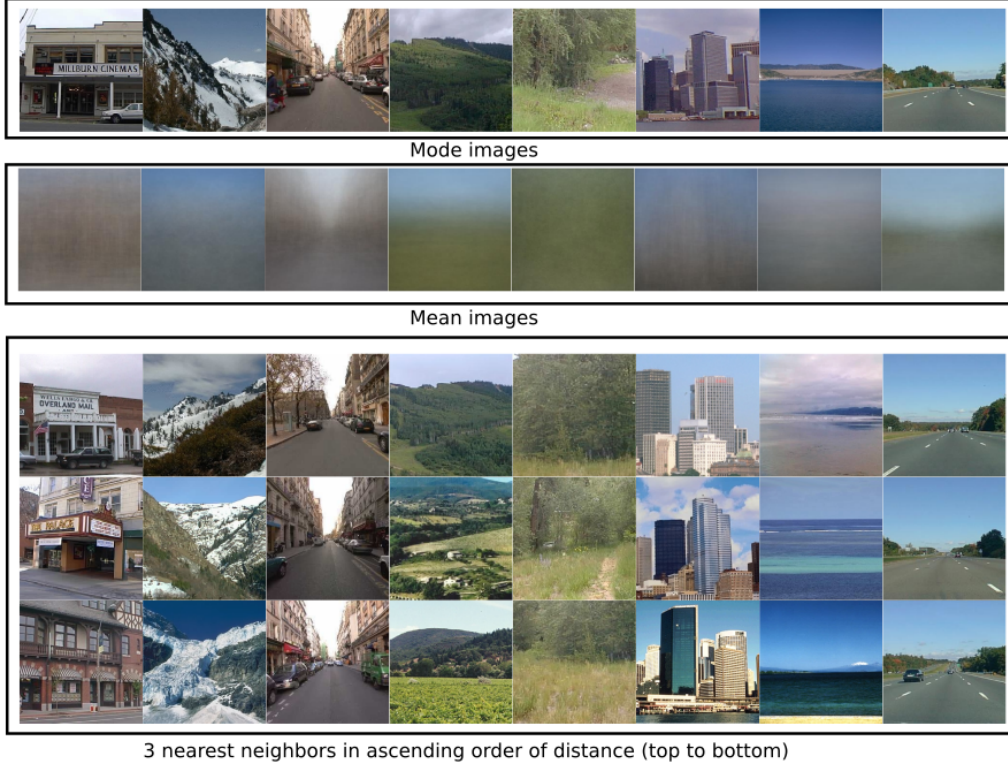 MILLBURN CINEMAS
Mode images
Mean images
WELLS FARGO & CO
OVERLAND MAIL
3 nearest neighbors in ascending order of distance (top to bottom)